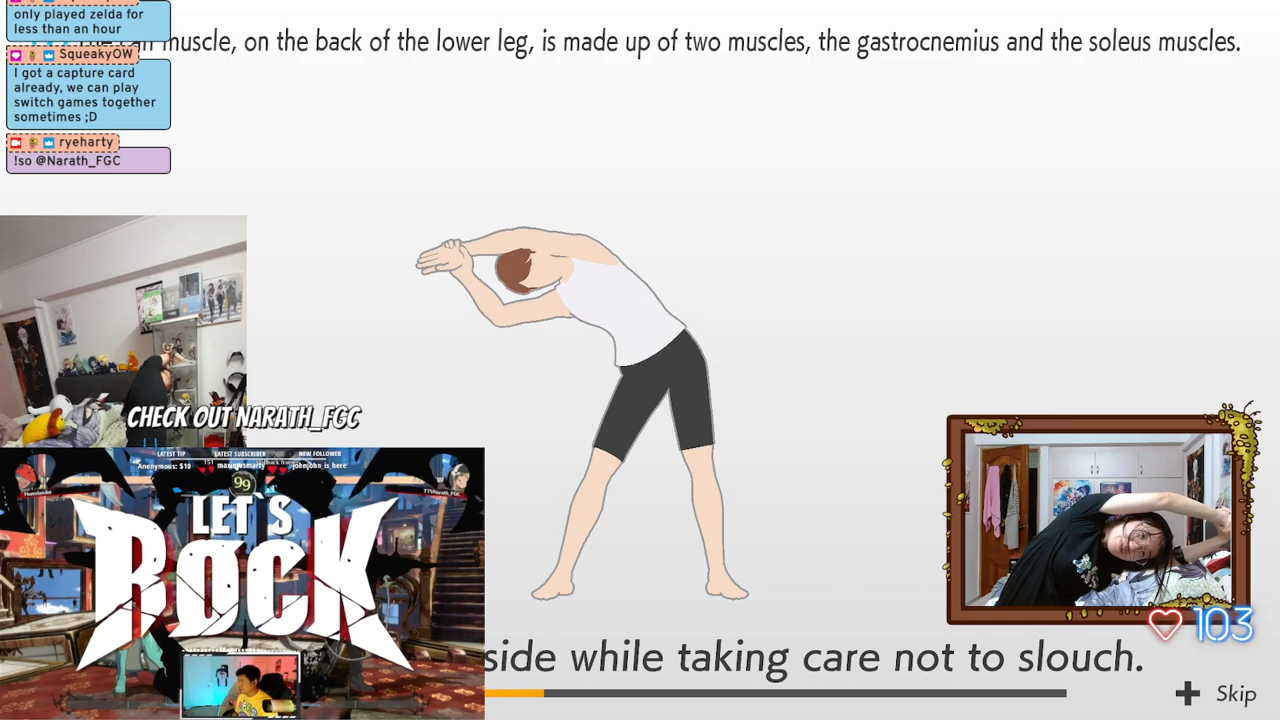 only played zelda for
less than an hour
muscle, on the back of the lower leg, is made up of two muscles, the gastrocnemius and the soleus muscles.
SqueakyOW
I got a capture card
already, we can play
switch games together
sometimes ;D
ryeharty
!so @Narath_FGC
CHECK OUT NARATH_FGC
LATEST TIP
Anonymous: $10
LATEST SUBSCRIBER
NEW FOLLOWER
johnjohn_is_here
99
Homelander
TTVNarath_FGC
LET'S
ROCK
103
side while taking care not to slouch.
Skip